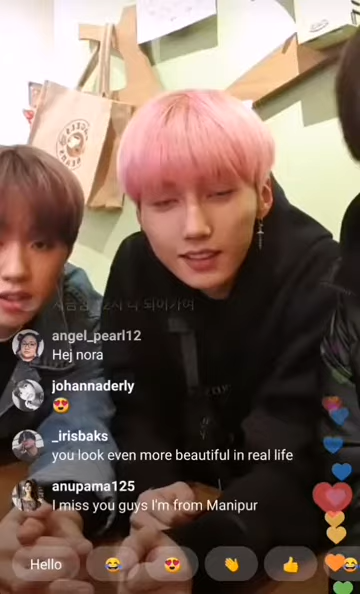 angel_pearl12
Hej nora
johannaderly
😍
_irisbaks
you look even more beautiful in real life
anupama125
I miss you guys I'm from Manipur
Hello 😂 😍 👋 👍 😂